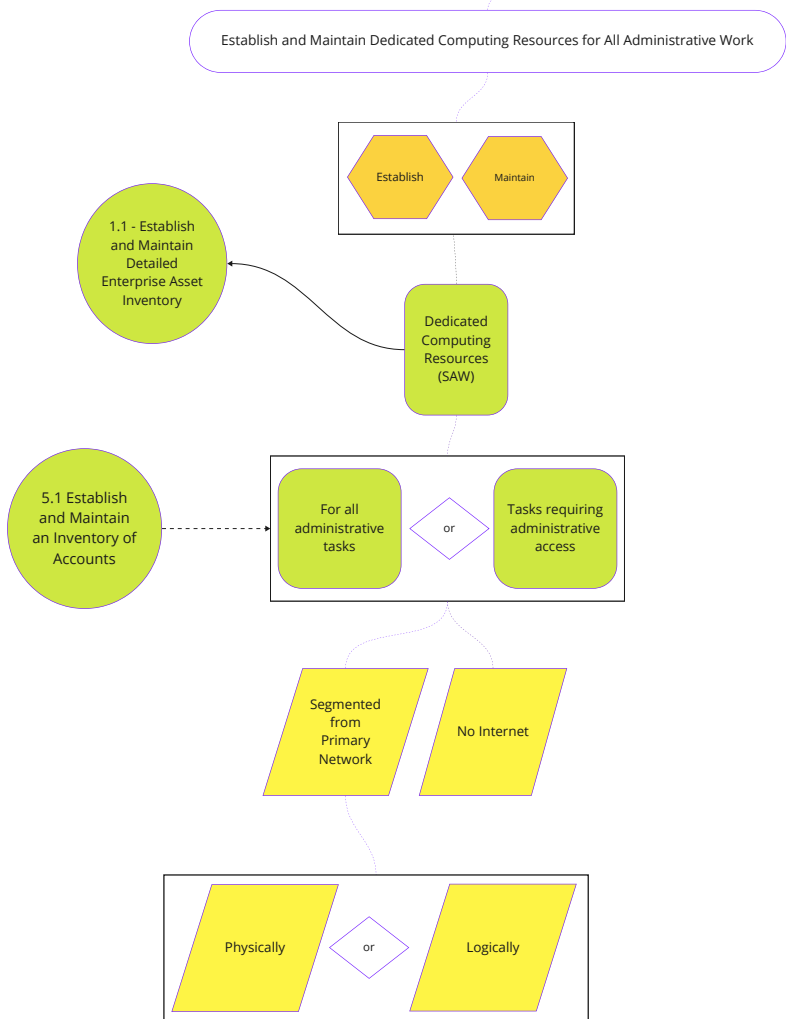 Establish and Maintain Dedicated Computing Resources for All Administrative Work
Establish
Maintain
1.1 - Establish
and Maintain
Detailed
Enterprise Asset
Inventory
Dedicated
Computing
Resources
(SAW)
5.1 Establish
and Maintain
an Inventory of
Accounts
For all
administrative
tasks
or
Tasks requiring
administrative
access
Segmented
from
Primary
Network
No Internet
Physically
or
Logically